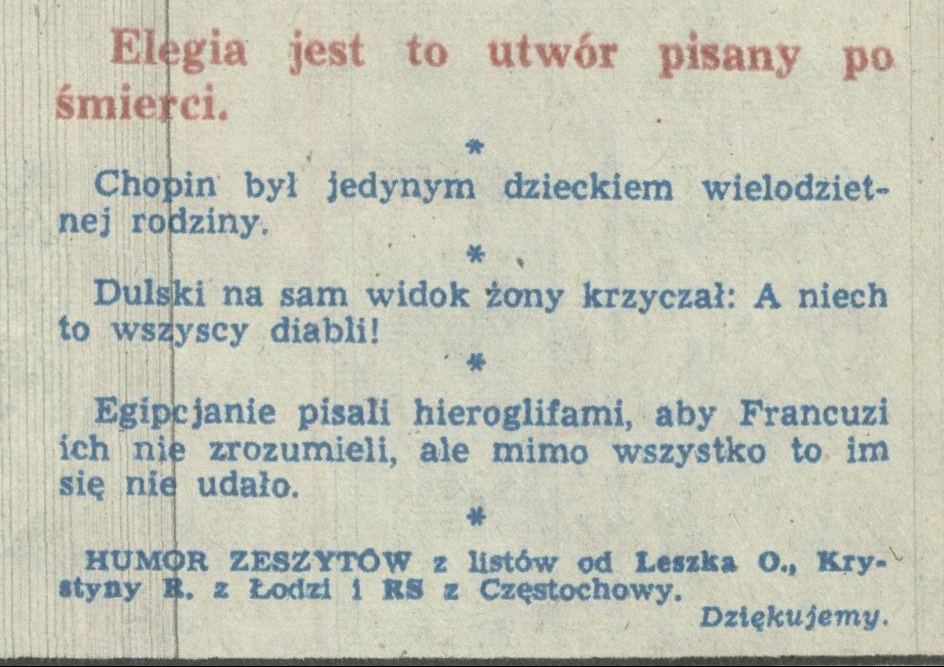 Elegia jest to utwór pisany po
śmierci.
*
Chopin był jedynym dzieckiem wielodziet-
nej rodziny.
*
Dulski na sam widok żony krzyczał: A niech
to wszyscy diabli!
*
Egipcjanie pisali hieroglifami, aby Francuzi
ich nie zrozumieli, ale mimo wszystko to im
się nie udało.
*
HUMOR ZESZYTÓW z listów od Leszka O., Kry-
styny R. z Łodzi i RS z Częstochowy.
Dziękujemy.